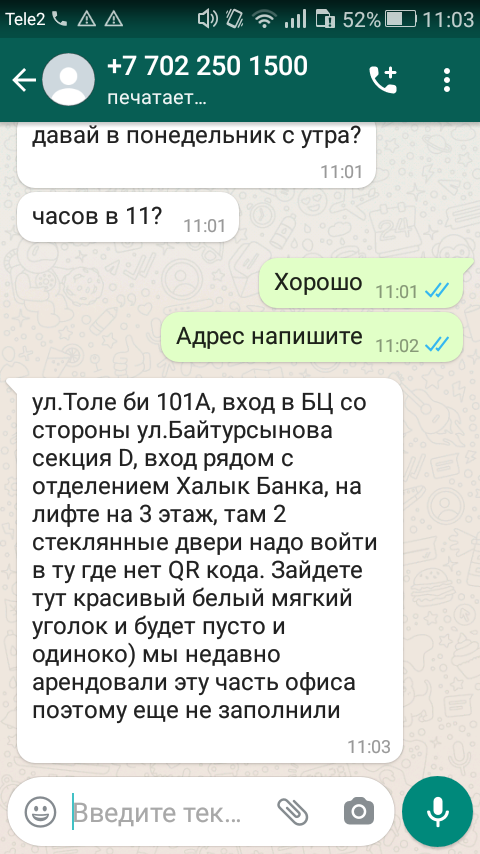 Tele2 52% 11:03
+7 702 250 1500
печатает...
давай в понедельник с утра?
11:01
часов в 11? 11:01
Хорошо 11:01
Адрес напишите 11:02
ул.Толе би 101А, вход в БЦ со
стороны ул.Байтурсынова
секция D, вход рядом с
отделением Халык Банка, на
лифте на 3 этаж, там 2
стеклянные двери надо войти
в ту где нет QR кода. Зайдете
тут красивый белый мягкий
уголок и будет пусто и
одиноко) мы недавно
арендовали эту часть офиса
поэтому еще не заполнили
11:03
Введите тек...